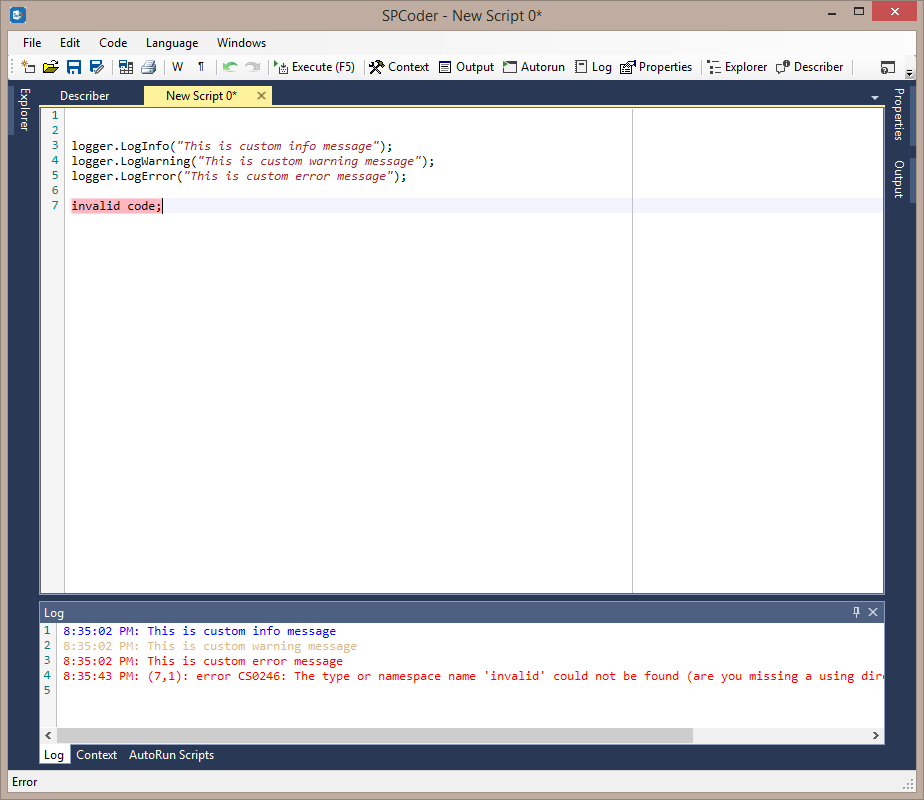 SPCoder - New Script 0*
File Edit Code Language Windows
W ¶ Execute (F5) Context Output Autorun Log Properties Explorer Describer
Explorer
Describer New Script 0*
Properties
Output
1
2
3 logger.LogInfo("This is custom info message");
4 logger.LogWarning("This is custom warning message");
5 logger.LogError("This is custom error message");
6
7 invalid code;
Log
1 8:35:02 PM: This is custom info message
2 8:35:02 PM: This is custom warning message
3 8:35:02 PM: This is custom error message
4 8:35:43 PM: (7,1): error CS0246: The type or namespace name 'invalid' could not be found (are you missing a using dire
5
Log Context AutoRun Scripts
Error